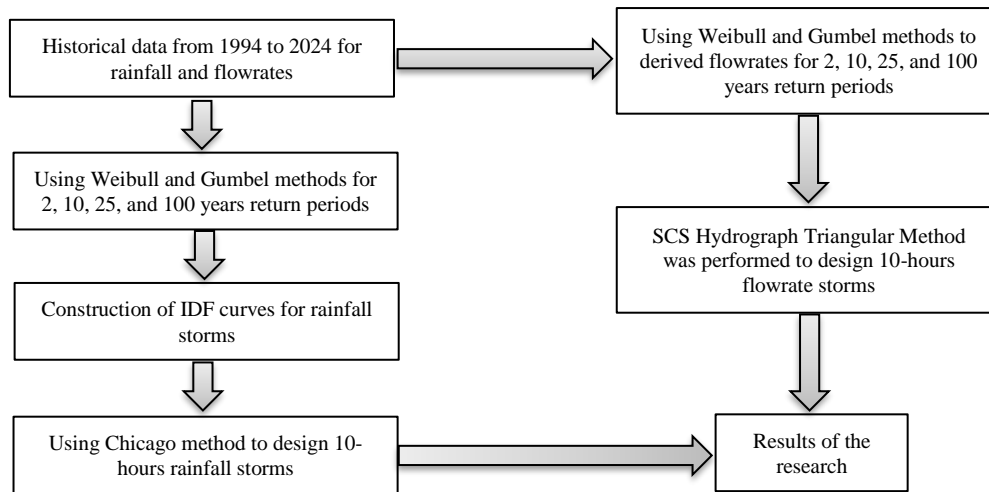 Historical data from 1994 to 2024 for
rainfall and flowrates
Using Weibull and Gumbel methods for
2, 10, 25, and 100 years return periods
Construction of IDF curves for rainfall
storms
Using Chicago method to design 10-
hours rainfall storms
Using Weibull and Gumbel methods to
derived flowrates for 2, 10, 25, and 100
years return periods
SCS Hydrograph Triangular Method
was performed to design 10-hours
flowrate storms
Results of the
research